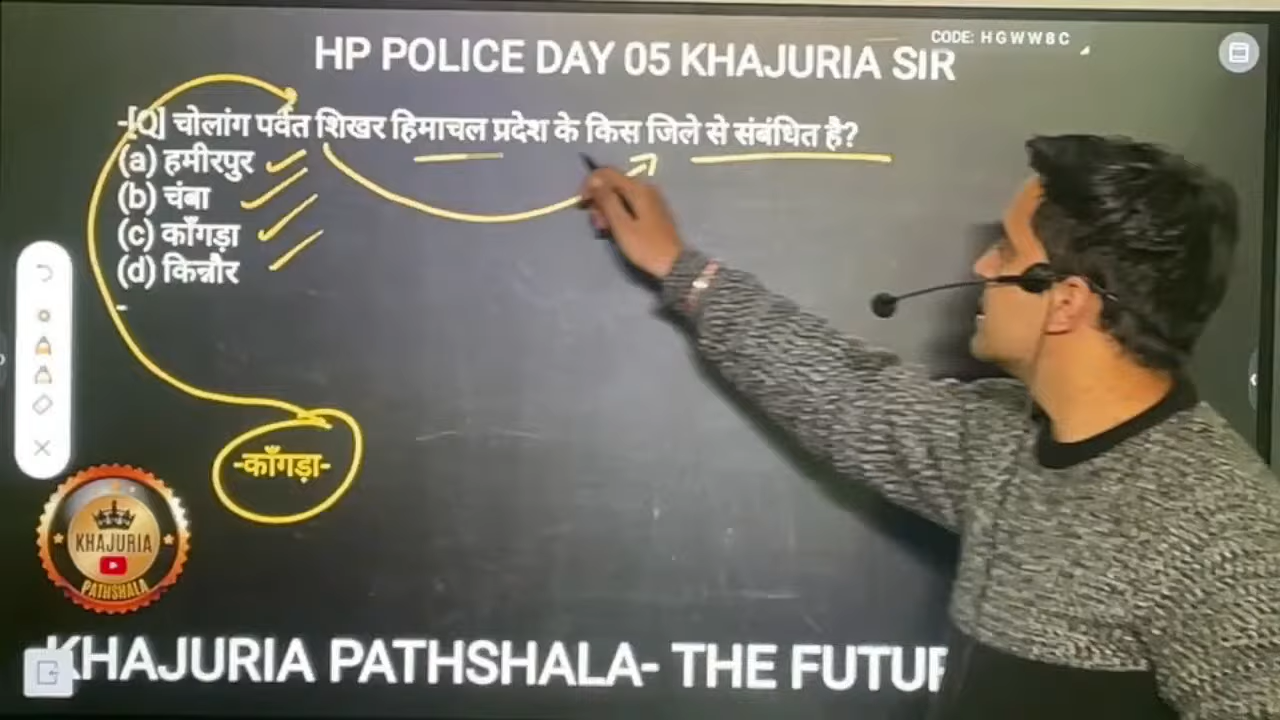 CODE: HGWW8C
HP POLICE DAY 05 KHAJURIA SIR
-[Q] चोलांग पर्वत शिखर हिमाचल प्रदेश के किस जिले से संबंधित है?
(a) हमीरपुर
(b) चंबा
(c) काँगड़ा
(d) किन्नौर
-
-काँगड़ा-
KHAJURIA
PATHSHALA
KHAJURIA PATHSHALA- THE FUTUR